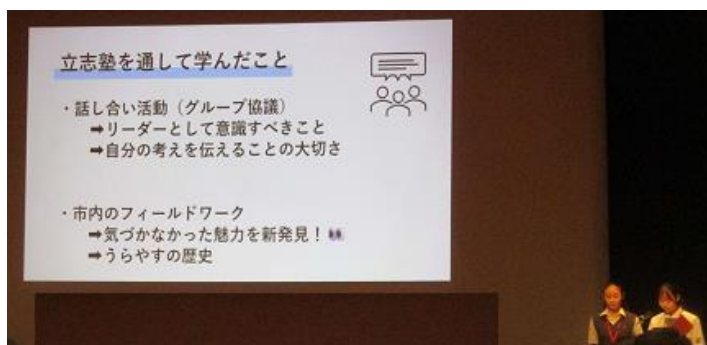 立志塾を通して学んだこと
・話し合い活動（グループ協議）
➡リーダーとして意識すべきこと
➡自分の考えを伝えることの大切さ
・市内のフィールドワーク
➡気づかなかった魅力を新発見！👀
➡うらやすの歴史